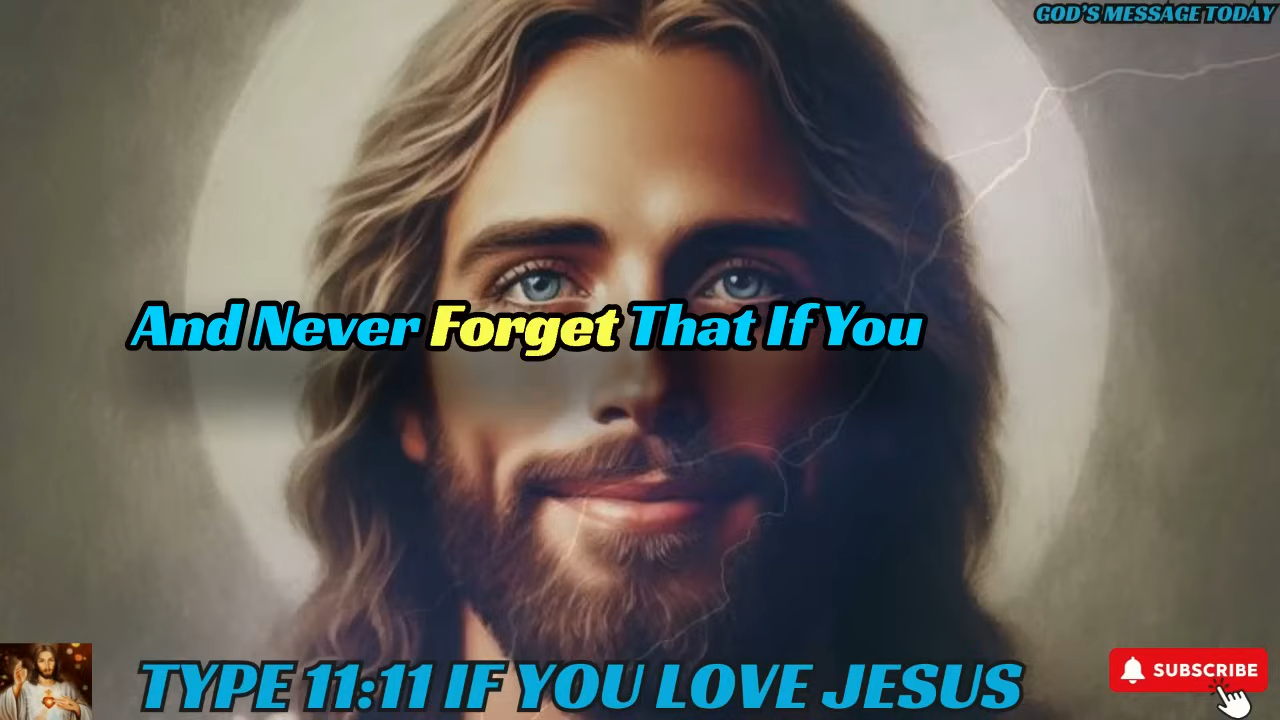 GOD'S MESSAGE TODAY
And Never Forget That If You
TYPE 11:11 IF YOU LOVE JESUS
SUBSCRIBE